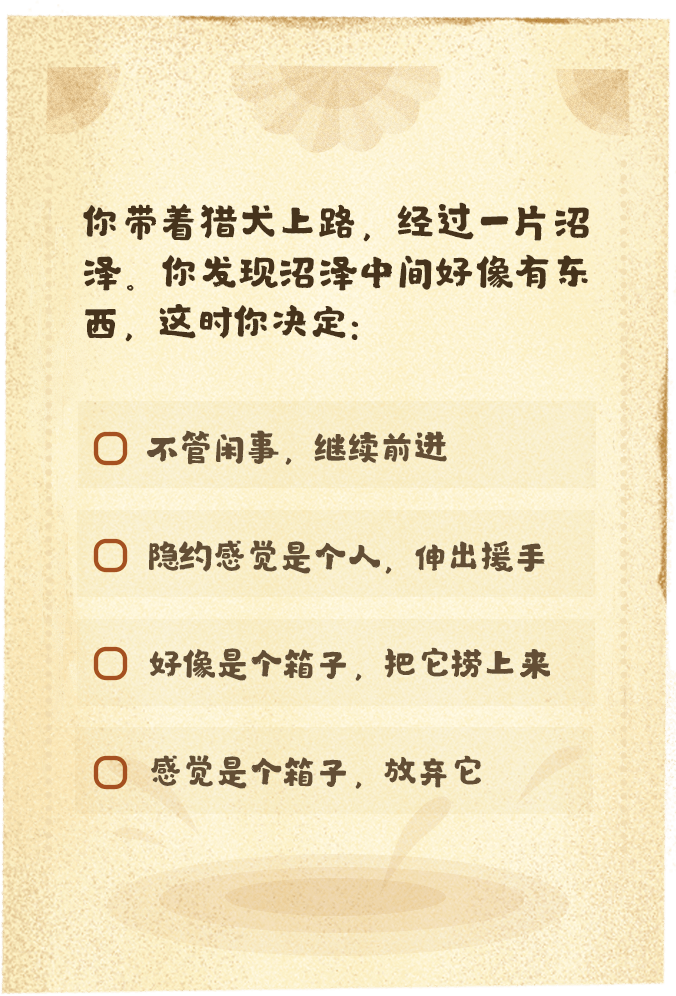 你带着猎犬上路，经过一片沼
泽。你发现沼泽中间好像有东
西，这时你决定：
不管闲事，继续前进
隐约感觉是个人，伸出援手
好像是个箱子，把它捞上来
感觉是个箱子，放弃它